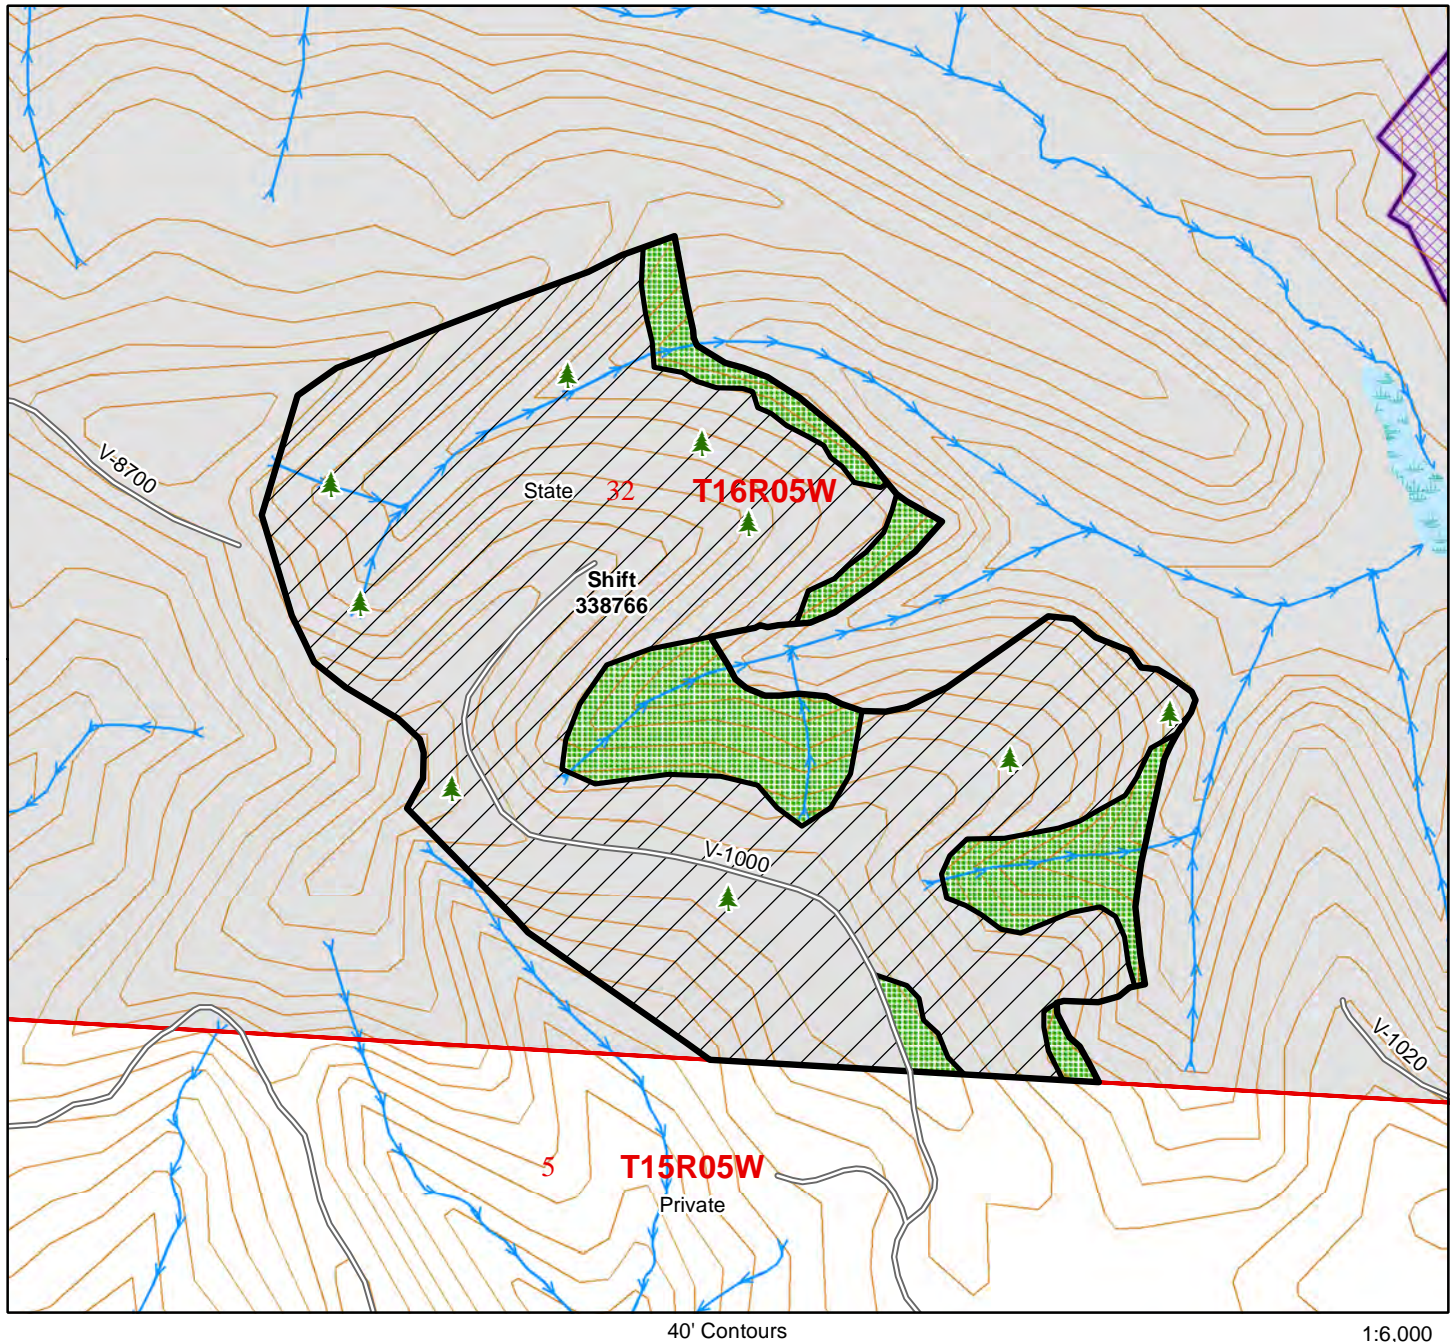 V-8700
State 32 T16R05W
Shift
338766
V-1000
V-1020
5 T15R05W
Private
40' Contours
1:6,000